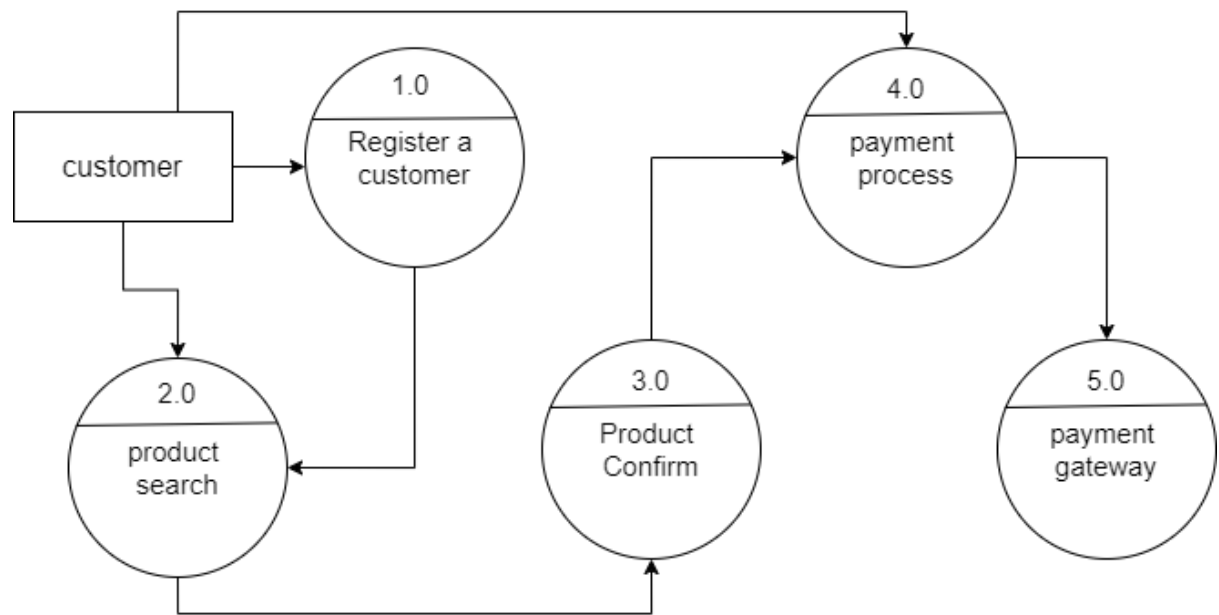 customer
1.0
Register a
customer
2.0
product
search
3.0
Product
Confirm
4.0
payment
process
5.0
payment
gateway